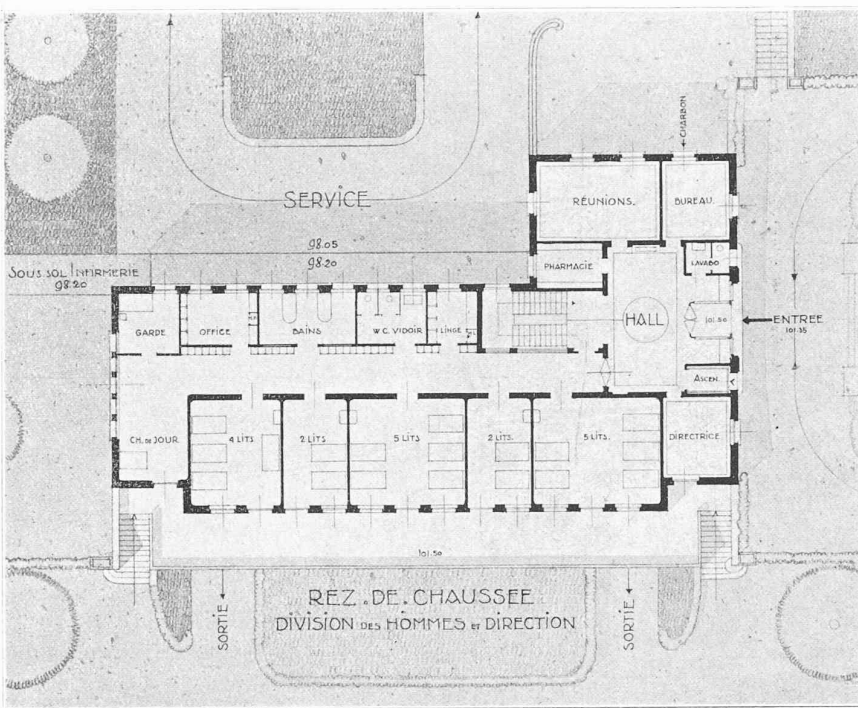 CHARBON
SERVICE
RÉUNIONS.
BUREAU.
98.05
98.20
SOUS.SOL INFIRMERIE
98.20
PHARMACIE
LAVABO
GARDE
OFFICE
BAINS
W.C. VIDOIR
LINGE
HALL
101.50
ENTREE
101.35
ASCEN.
CH. DE JOUR.
4 LITS
2 LITS
5 LITS
2 LITS.
5 LITS.
DIRECTRICE.
101.50
SORTIE
SORTIE
REZ. DE. CHAUSSEE
DIVISION DES HOMMES ET DIRECTION